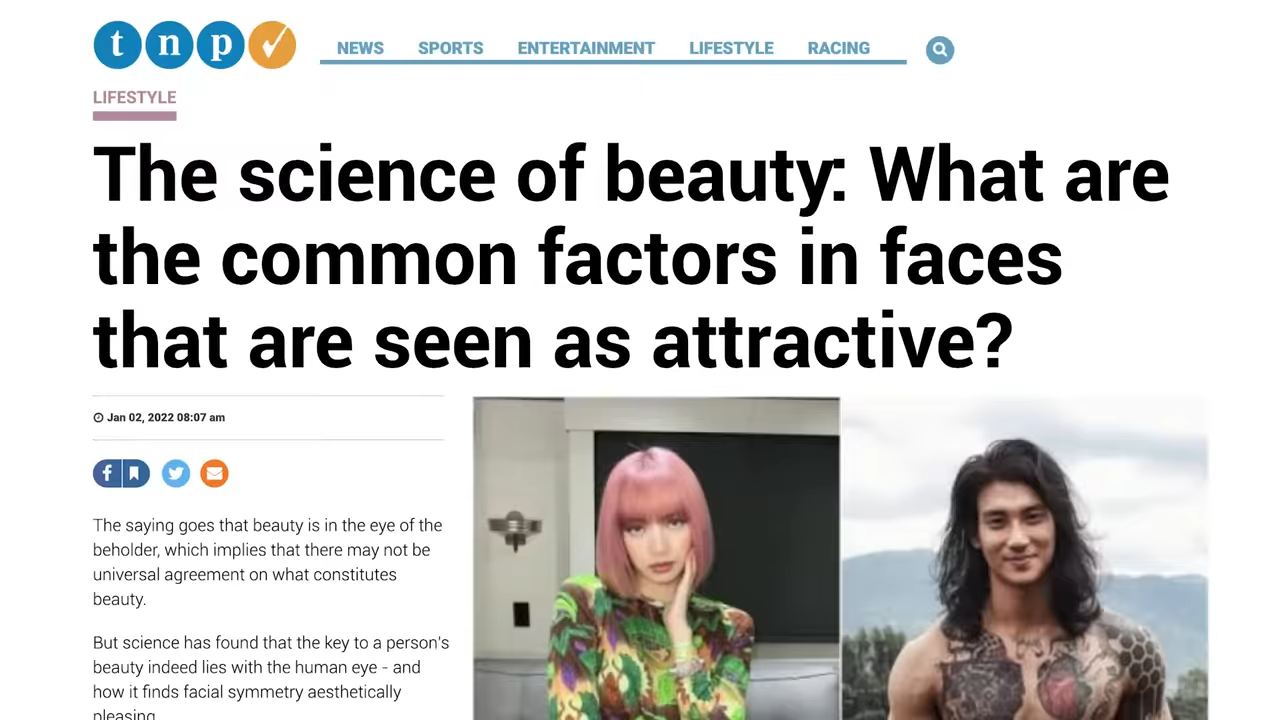 tnp
NEWS SPORTS ENTERTAINMENT LIFESTYLE RACING
LIFESTYLE
The science of beauty: What are
the common factors in faces
that are seen as attractive?
Jan 02, 2022 08:07 am
The saying goes that beauty is in the eye of the
beholder, which implies that there may not be
universal agreement on what constitutes
beauty.
But science has found that the key to a person's
beauty indeed lies with the human eye - and
how it finds facial symmetry aesthetically
pleasing